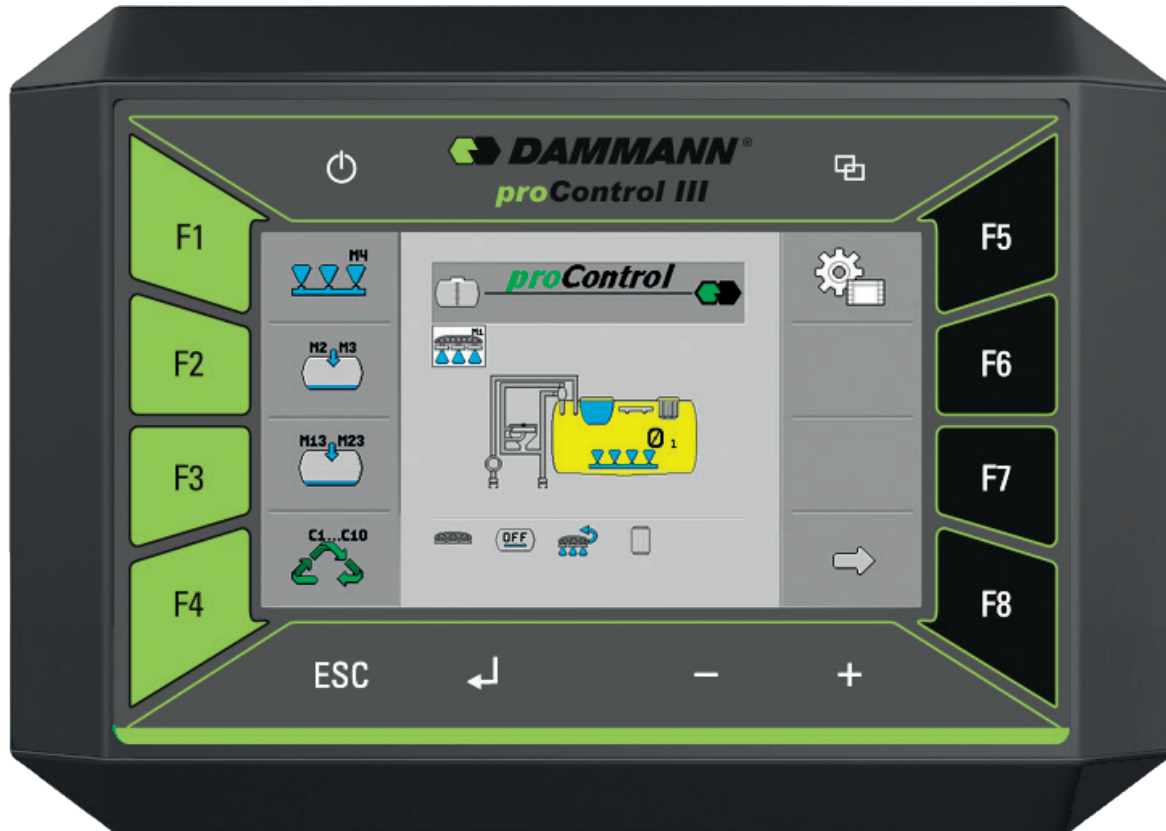 DAMMANN®
proControl III
F1
F5
M4
proControl
M1
F2
F6
M2 M3
0 1
F3
F7
M13 M23
OFF
F4
F8
C1...C10
ESC
-
+